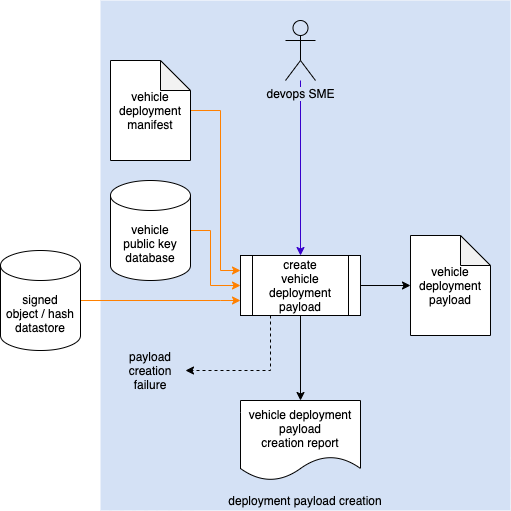 devops SME
vehicle
deployment
manifest
vehicle
public key
database
signed
object / hash
datastore
create
vehicle
deployment
payload
vehicle
deployment
payload
payload
creation
failure
vehicle deployment
payload
creation report
deployment payload creation